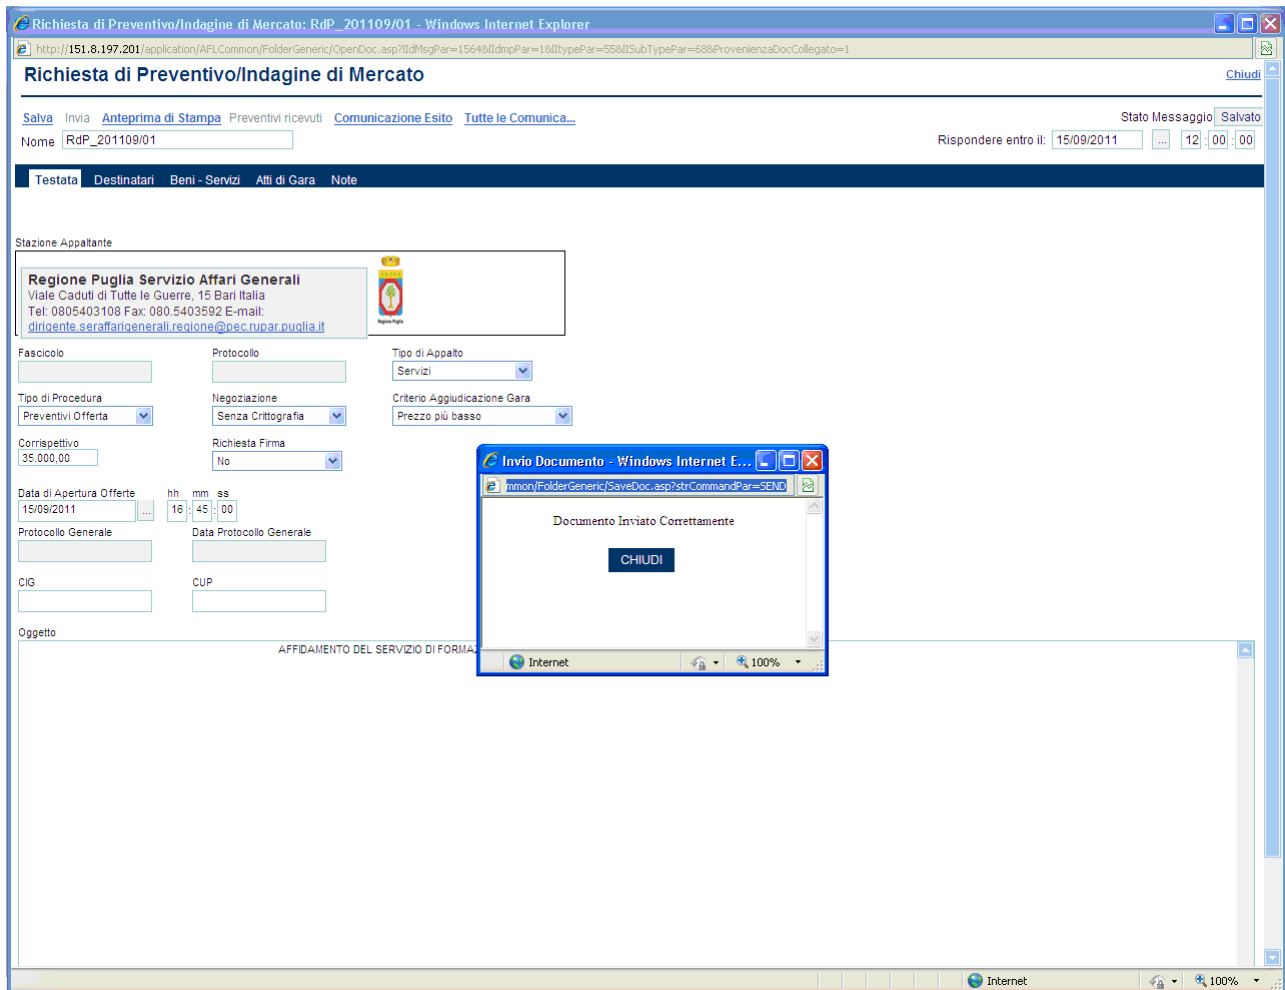 Richiesta di Preventivo/Indagine di Mercato: RdP_201109/01 - Windows Internet Explorer
http://151.8.197.201/application/AFLCommon/FolderGeneric/OpenDoc.asp?lIdMsgPar=1564&lIdmpPar=1&lItypePar=55&lISubTypePar=68&ProvenienzaDocCollegato=1
Richiesta di Preventivo/Indagine di Mercato
Chiudi
Salva Invia Anteprima di Stampa Preventivi ricevuti Comunicazione Esito Tutte le Comunica...
Stato Messaggio Salvato
Nome RdP_201109/01
Rispondere entro il: 15/09/2011 ... 12 : 00 : 00
Testata Destinatari Beni - Servizi Atti di Gara Note
Stazione Appaltante
Regione Puglia Servizio Affari Generali
Viale Caduti di Tutte le Guerre, 15 Bari Italia
Tel: 0805403108 Fax: 080.5403592 E-mail:
dirigente.seraffarigenerali.regione@pec.rupar.puglia.it
Regione Puglia
Fascicolo Protocollo Tipo di Appalto
Servizi
Tipo di Procedura Negoziazione Criterio Aggiudicazione Gara
Preventivi Offerta Senza Crittografia Prezzo più basso
Corrispettivo Richiesta Firma
35.000,00 No
Data di Apertura Offerte hh mm ss
15/09/2011 ... 16 : 45 : 00
Protocollo Generale Data Protocollo Generale
CIG CUP
Oggetto
AFFIDAMENTO DEL SERVIZIO DI FORMAZ
Invio Documento - Windows Internet E...
mmon/FolderGeneric/SaveDoc.asp?strCommandPar=SEND
Documento Inviato Correttamente
CHIUDI
Internet 100%
Internet 100%